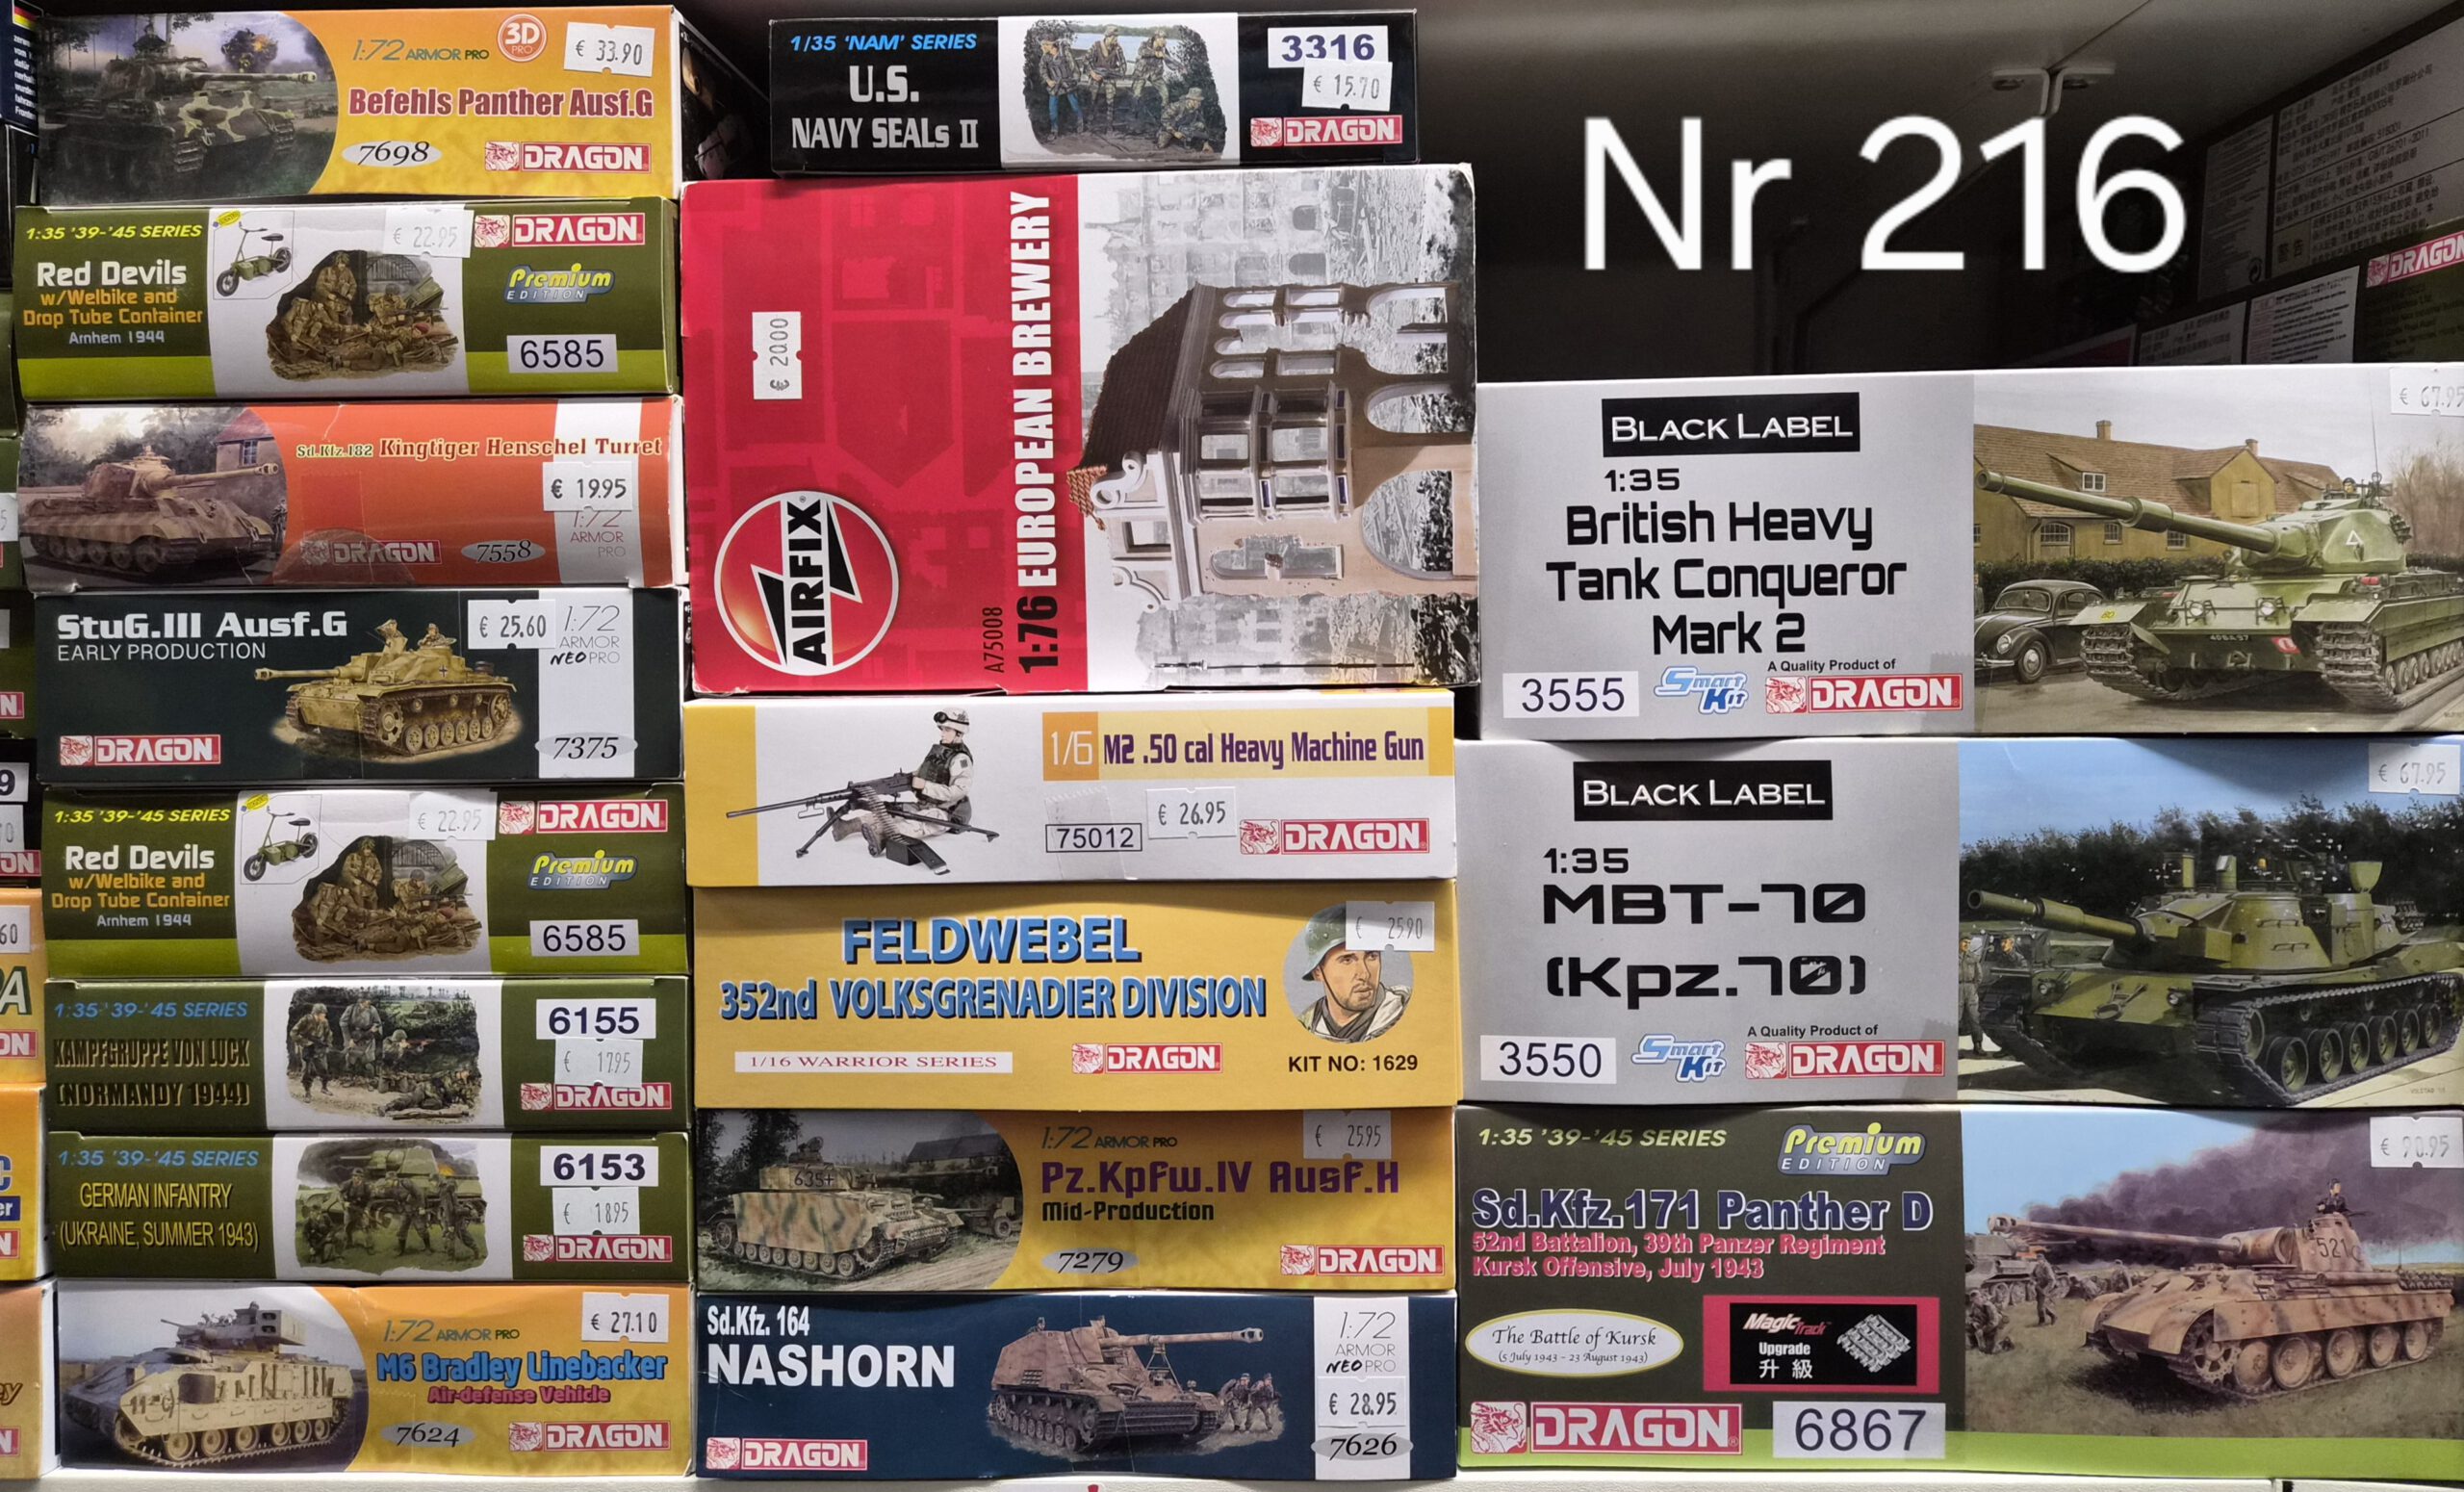 1:72 ARMOR PRO
3D
PRO
€ 33.90
Befehls Panther Ausf.G
7698
DRAGON
1:35 '39-'45 SERIES
Red Devils
w/Welbike and
Drop Tube Container
Arnhem 1944
€ 22.95
DRAGON
Premium
EDITION
6585
Sd.Kfz.182 Kingtiger Henschel Turret
€ 19.95
1:72
ARMOR
PRO
DRAGON
7558
StuG.III Ausf.G
EARLY PRODUCTION
€ 25.60
1:72
ARMOR
NEO PRO
DRAGON
7375
1:35 '39-'45 SERIES
Red Devils
w/Welbike and
Drop Tube Container
Arnhem 1944
€ 22.95
DRAGON
Premium
EDITION
6585
1:35 '39-'45 SERIES
KAMPFGRUPPE VON LUCK
(NORMANDY 1944)
6155
€ 17.95
DRAGON
1:35 '39-'45 SERIES
GERMAN INFANTRY
(UKRAINE, SUMMER 1943)
6153
€ 18.95
DRAGON
1:72 ARMOR PRO
€ 27.10
M6 Bradley Linebacker
Air-defense Vehicle
7624
DRAGON
1/35 'NAM' SERIES
U.S.
NAVY SEALs II
3316
€ 15.70
DRAGON
€ 20.00
AIRFIX
A75008
1:76 EUROPEAN BREWERY
1/6 M2 .50 cal Heavy Machine Gun
75012
€ 26.95
DRAGON
FELDWEBEL
352nd VOLKSGRENADIER DIVISION
€ 25.90
1/16 WARRIOR SERIES
DRAGON
KIT NO: 1629
1:72 ARMOR PRO
€ 25.95
Pz.Kpfw.IV Ausf.H
Mid-Production
635+
7279
DRAGON
Sd.Kfz. 164
NASHORN
1:72
ARMOR
NEO PRO
€ 28.95
7626
DRAGON
Nr 216
DRAGON
BLACK LABEL
1:35
British Heavy
Tank Conqueror
Mark 2
A Quality Product of
3555
Smart Kit
DRAGON
€ 67.95
BLACK LABEL
1:35
MBT-70
(Kpz.70)
A Quality Product of
3550
Smart Kit
DRAGON
€ 67.95
1:35 '39-'45 SERIES
Premium
EDITION
€ 90.95
Sd.Kfz.171 Panther D
52nd Battalion, 39th Panzer Regiment
Kursk Offensive, July 1943
521
The Battle of Kursk
(5 July 1943 - 23 August 1943)
Magic Track
Upgrade
升級
DRAGON
6867